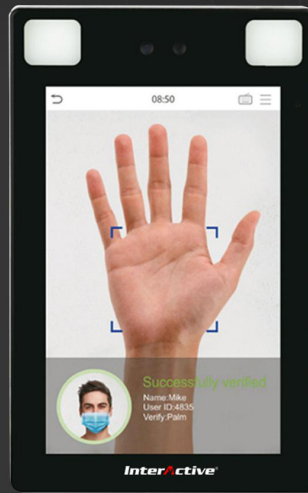 08:50
Successfully verified
Name:Mike
User ID:4835
Verify:Palm
InterActive